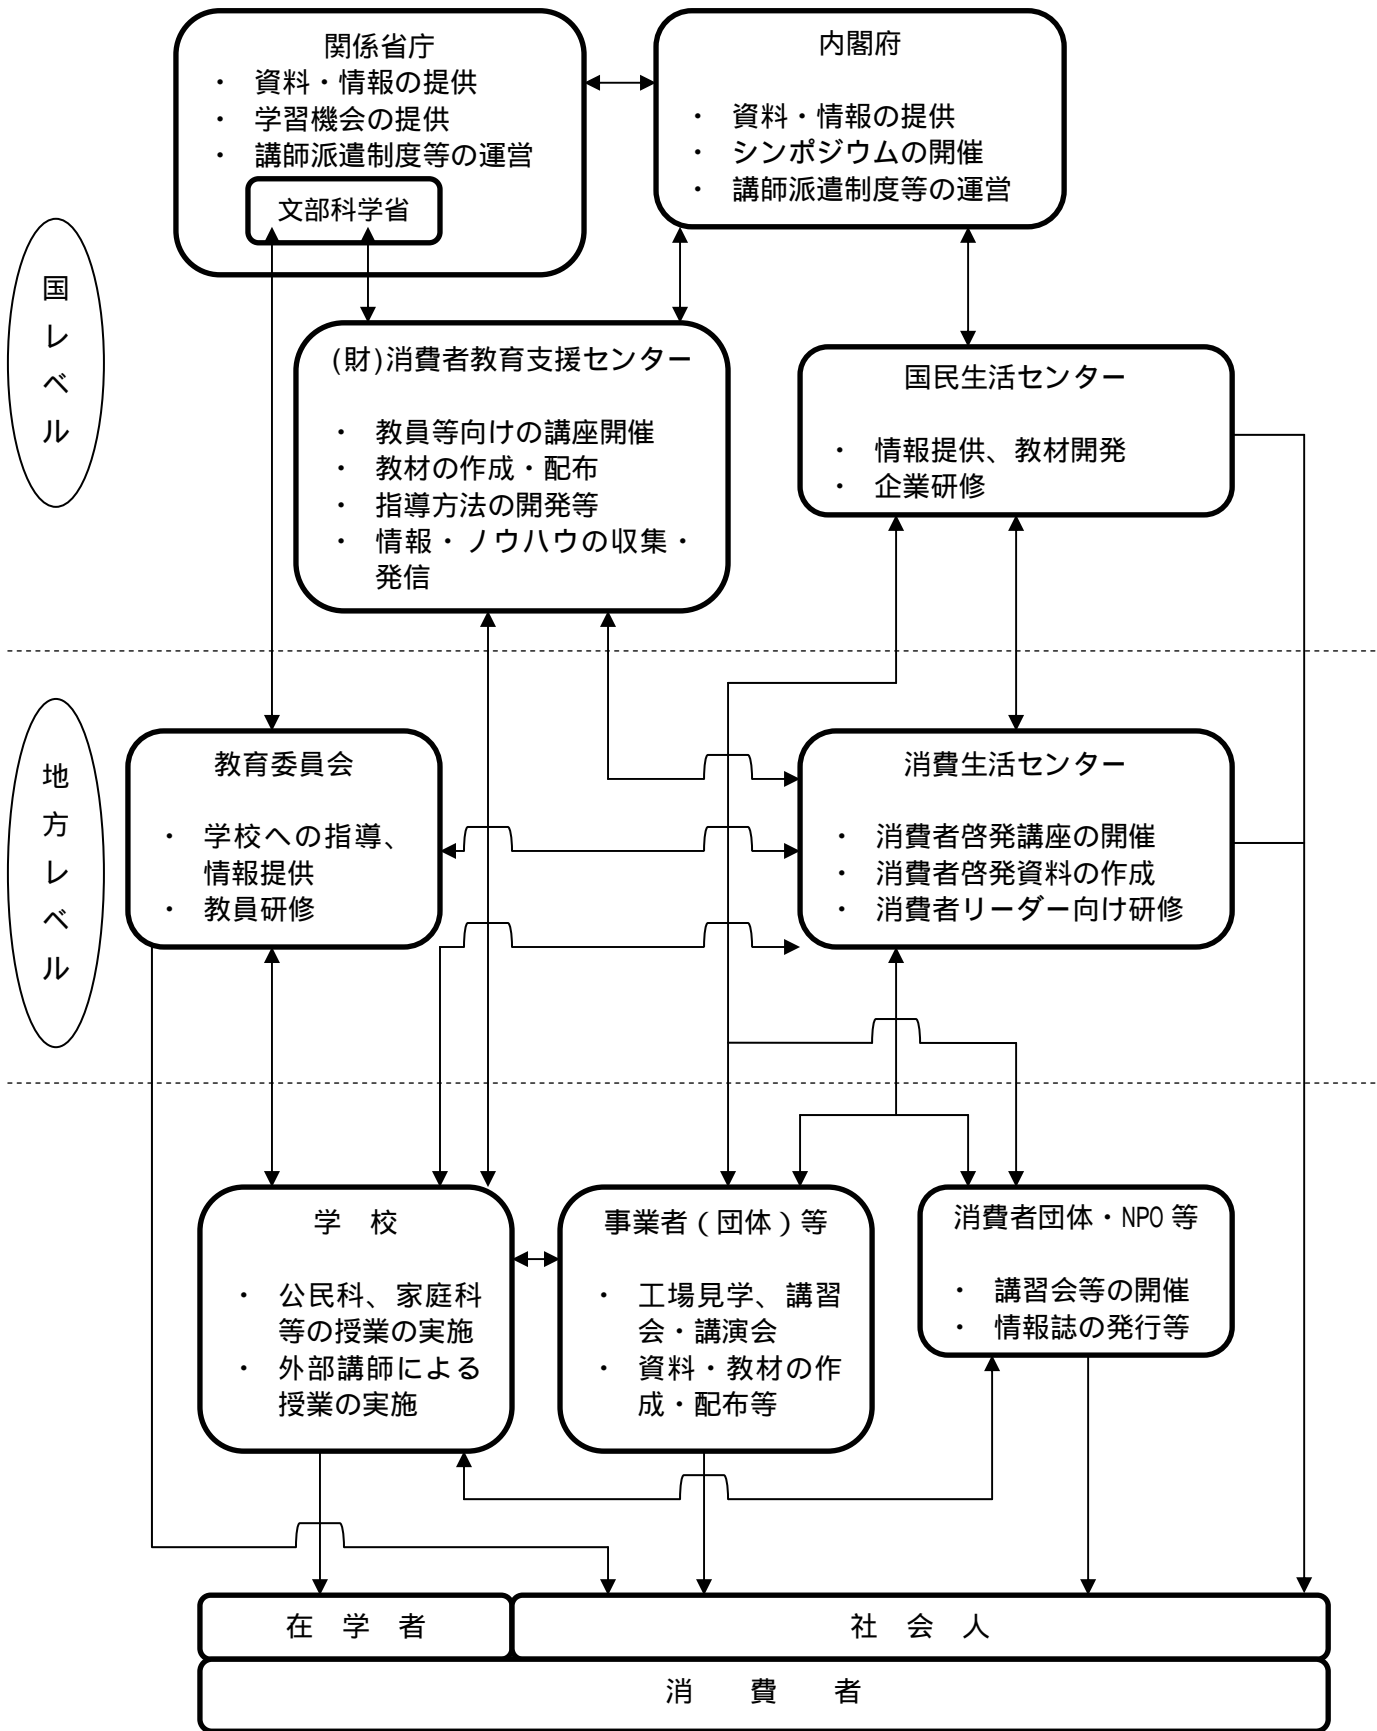 関係省庁
・ 資料・情報の提供
・ 学習機会の提供
・ 講師派遣制度等の運営
文部科学省
内閣府
・ 資料・情報の提供
・ シンポジウムの開催
・ 講師派遣制度等の運営
国レベル
(財)消費者教育支援センター
・ 教員等向けの講座開催
・ 教材の作成・配布
・ 指導方法の開発等
・ 情報・ノウハウの収集・
発信
国民生活センター
・ 情報提供、教材開発
・ 企業研修
地方レベル
教育委員会
・ 学校への指導、
情報提供
・ 教員研修
消費生活センター
・ 消費者啓発講座の開催
・ 消費者啓発資料の作成
・ 消費者リーダー向け研修
学 校
・ 公民科、家庭科
等の授業の実施
・ 外部講師による
授業の実施
事業者（団体）等
・ 工場見学、講習
会・講演会
・ 資料・教材の作
成・配布等
消費者団体・NPO等
・ 講習会等の開催
・ 情報誌の発行等
在 学 者
社 会 人
消 費 者